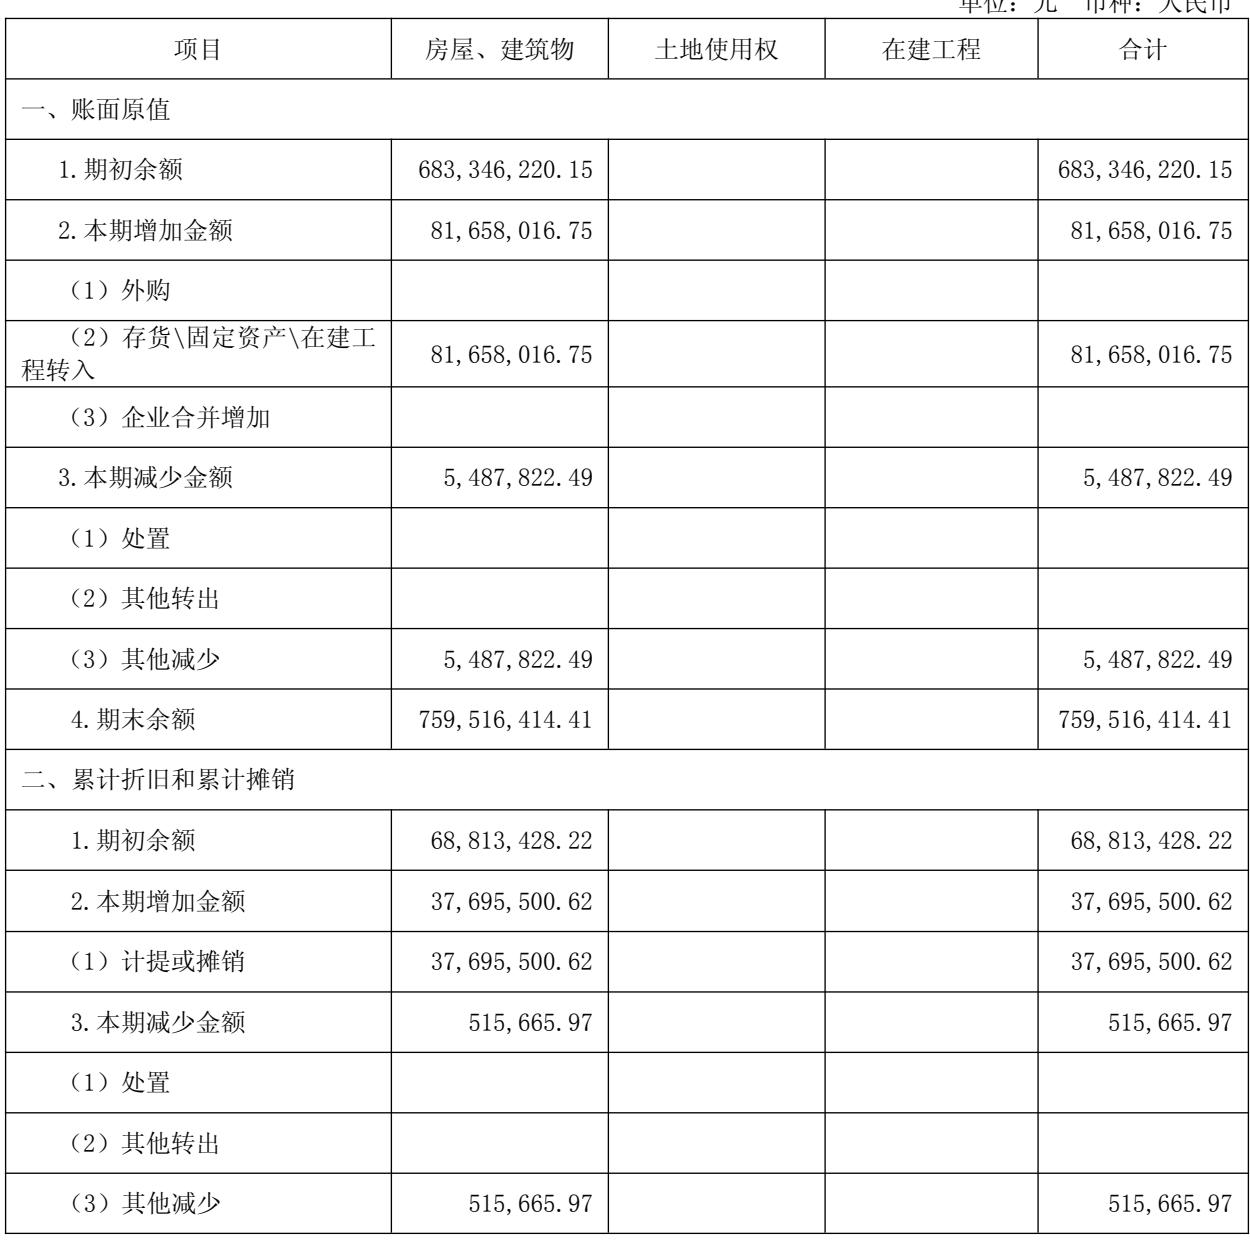 单位：元 币种：人民币
项目 房屋、建筑物 土地使用权 在建工程 合计
一、账面原值
1.期初余额 683,346,220.15 683,346,220.15
2.本期增加金额 81,658,016.75 81,658,016.75
（1）外购
（2）存货\固定资产\在建工
程转入 81,658,016.75 81,658,016.75
（3）企业合并增加
3.本期减少金额 5,487,822.49 5,487,822.49
（1）处置
（2）其他转出
（3）其他减少 5,487,822.49 5,487,822.49
4.期末余额 759,516,414.41 759,516,414.41
二、累计折旧和累计摊销
1.期初余额 68,813,428.22 68,813,428.22
2.本期增加金额 37,695,500.62 37,695,500.62
（1）计提或摊销 37,695,500.62 37,695,500.62
3.本期减少金额 515,665.97 515,665.97
（1）处置
（2）其他转出
（3）其他减少 515,665.97 515,665.97